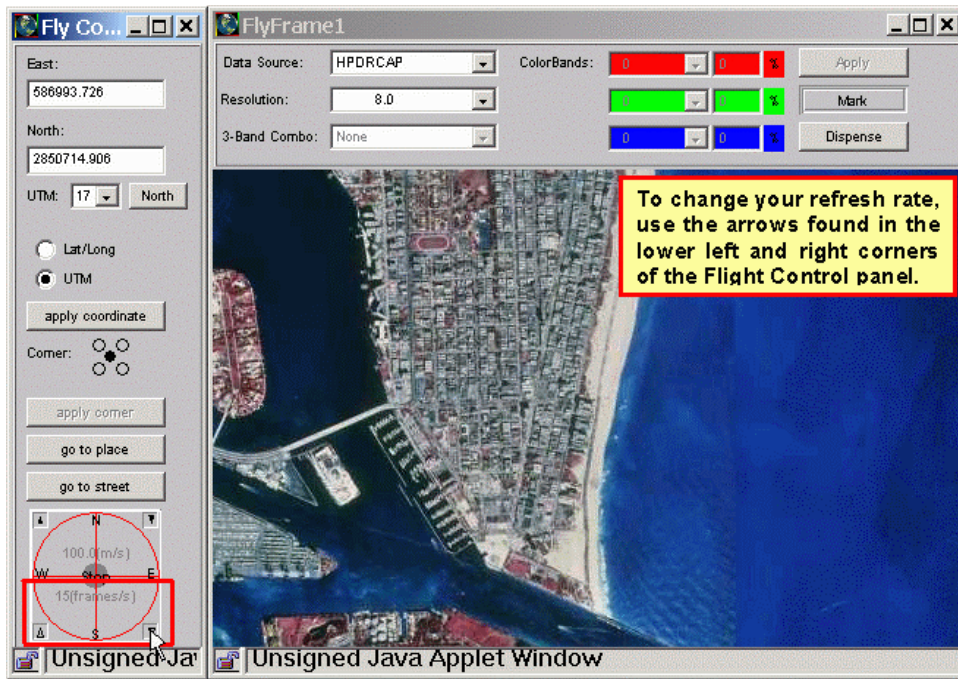 Fly Co...
East:
586993.726
North:
2850714.906
UTM: 17 North
Lat/Long
UTM
apply coordinate
Corner:
apply corner
go to place
go to street
N
100.0(m/s)
W Stop E
15(frames/s)
S
Unsigned Jav
FlyFrame1
Data Source: HPDRCAP ColorBands: 0 0 % Apply
Resolution: 8.0 0 0 % Mark
3-Band Combo: None 0 0 % Dispense
To change your refresh rate,
use the arrows found in the
lower left and right corners
of the Flight Control panel.
Unsigned Java Applet Window